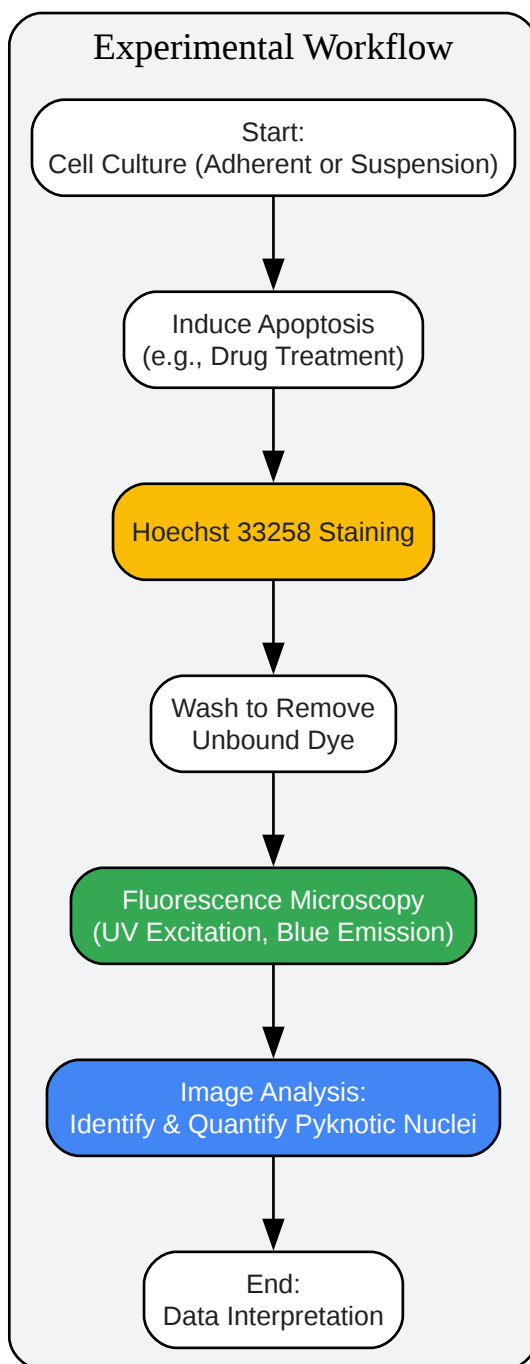 Experimental Workflow
Start:
Cell Culture (Adherent or Suspension)
Induce Apoptosis
(e.g., Drug Treatment)
Hoechst 33258 Staining
Wash to Remove
Unbound Dye
Fluorescence Microscopy
(UV Excitation, Blue Emission)
Image Analysis:
Identify & Quantify Pyknotic Nuclei
End:
Data Interpretation